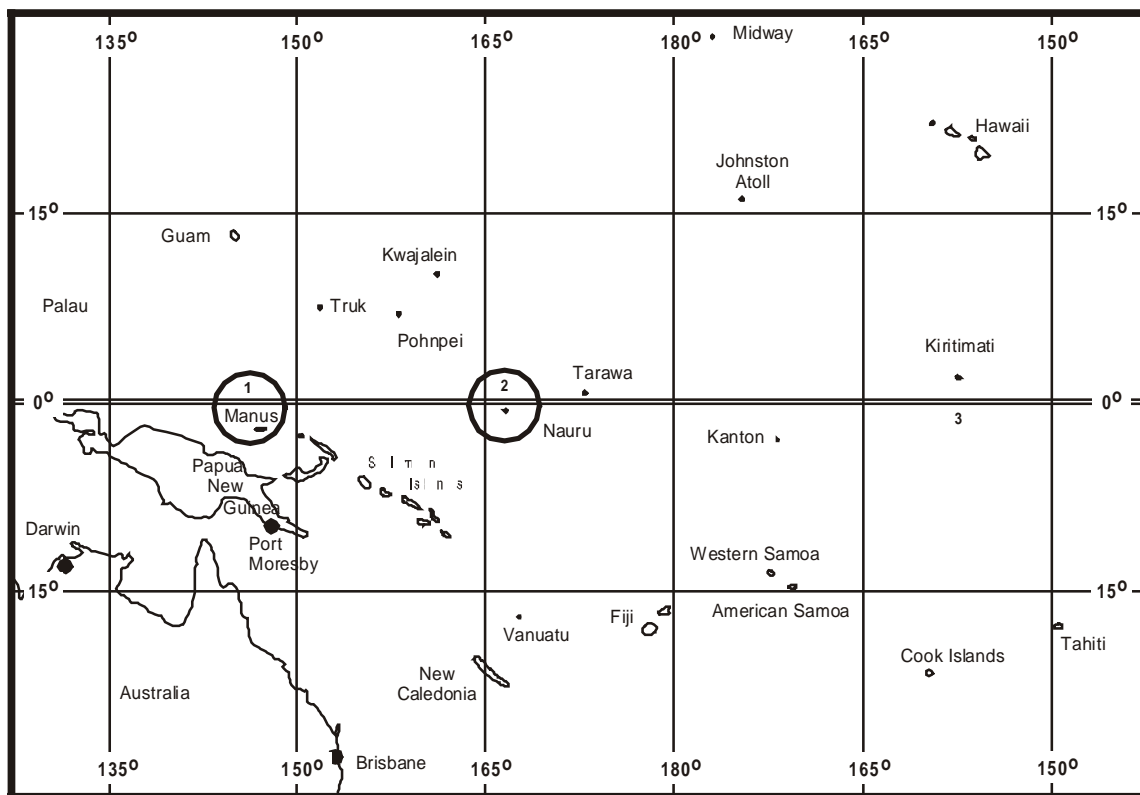 135° 150° 165° 180° 165° 150°
Midway
Hawaii
Johnston
Atoll
15° 15°
Guam
Kwajalein
Palau
Truk
Pohnpei
Kiritimati
Tarawa
1
2
0° 0°
Manus
3
Nauru
Kanton
Papua
New
Guinea
Darwin
Port
Moresby
Western Samoa
15° 15°
American Samoa
Fiji
Vanuatu
Tahiti
Cook Islands
New
Caledonia
Australia
Brisbane
135° 150° 165° 180° 165° 150°